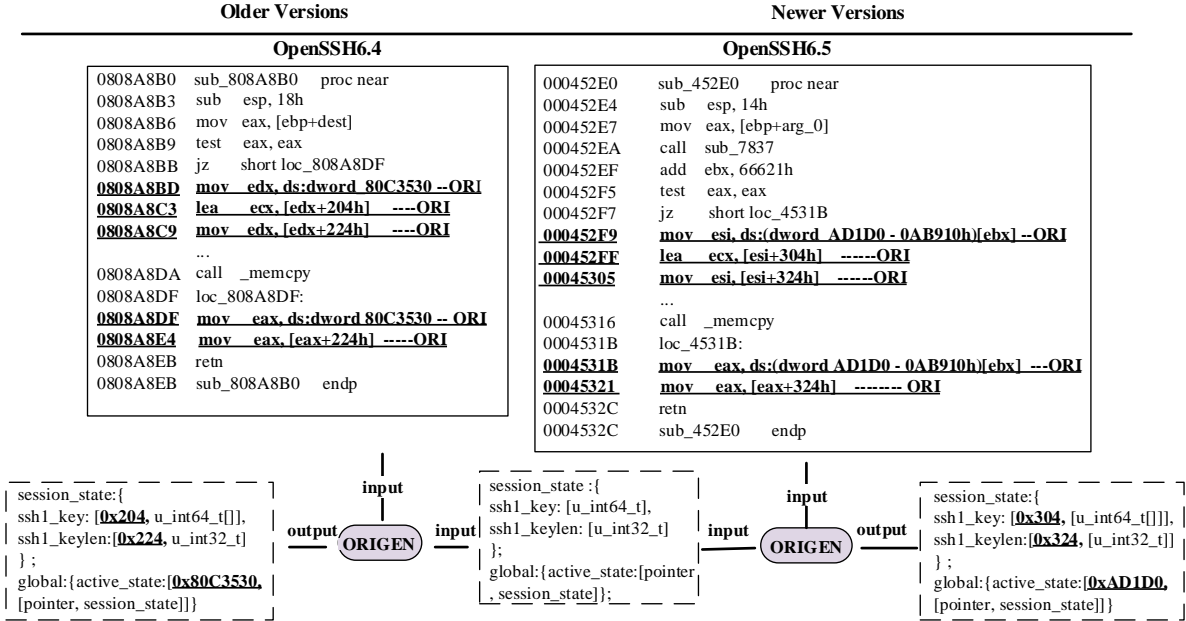 Older Versions
Newer Versions
OpenSSH6.4
OpenSSH6.5
0808A8B0 sub_808A8B0 proc near
0808A8B3 sub esp, 18h
0808A8B6 mov eax, [ebp+dest]
0808A8B9 test eax, eax
0808A8BB jz short loc_808A8DF
0808A8BD mov edx, ds:dword_80C3530 --ORI
0808A8C3 lea ecx, [edx+204h] ----ORI
0808A8C9 mov edx, [edx+224h] ----ORI
...
0808A8DA call _memcpy
0808A8DF loc_808A8DF:
0808A8DF mov eax, ds:dword 80C3530 -- ORI
0808A8E4 mov eax, [eax+224h] -----ORI
0808A8EB retn
0808A8EB sub_808A8B0 endp
000452E0 sub_452E0 proc near
000452E4 sub esp, 14h
000452E7 mov eax, [ebp+arg_0]
000452EA call sub_7837
000452EF add ebx, 66621h
000452F5 test eax, eax
000452F7 jz short loc_4531B
000452F9 mov esi, ds:(dword_AD1D0 - 0AB910h)[ebx] --ORI
000452FF lea ecx, [esi+304h] ------ORI
00045305 mov esi, [esi+324h] ------ORI
...
00045316 call _memcpy
0004531B loc_4531B:
0004531B mov eax, ds:(dword AD1D0 - 0AB910h)[ebx] ---ORI
00045321 mov eax, [eax+324h] -------- ORI
0004532C retn
0004532C sub_452E0 endp
session_state:{
ssh1_key: [0x204, u_int64_t[]],
ssh1_keylen:[0x224, u_int32_t]
} ;
global:{active_state:[0x80C3530,
[pointer, session_state]]}
output
ORIGEN
input
input
session_state :{
ssh1_key: [u_int64_t],
ssh1_keylen: [u_int32_t]
};
global:{active_state:[pointer
, session_state]};
input
ORIGEN
input
output
session_state:{
ssh1_key: [0x304, [u_int64_t[]]],
ssh1_keylen:[0x324, [u_int32_t]]
} ;
global:{active_state:[0xAD1D0,
[pointer, session_state]]}